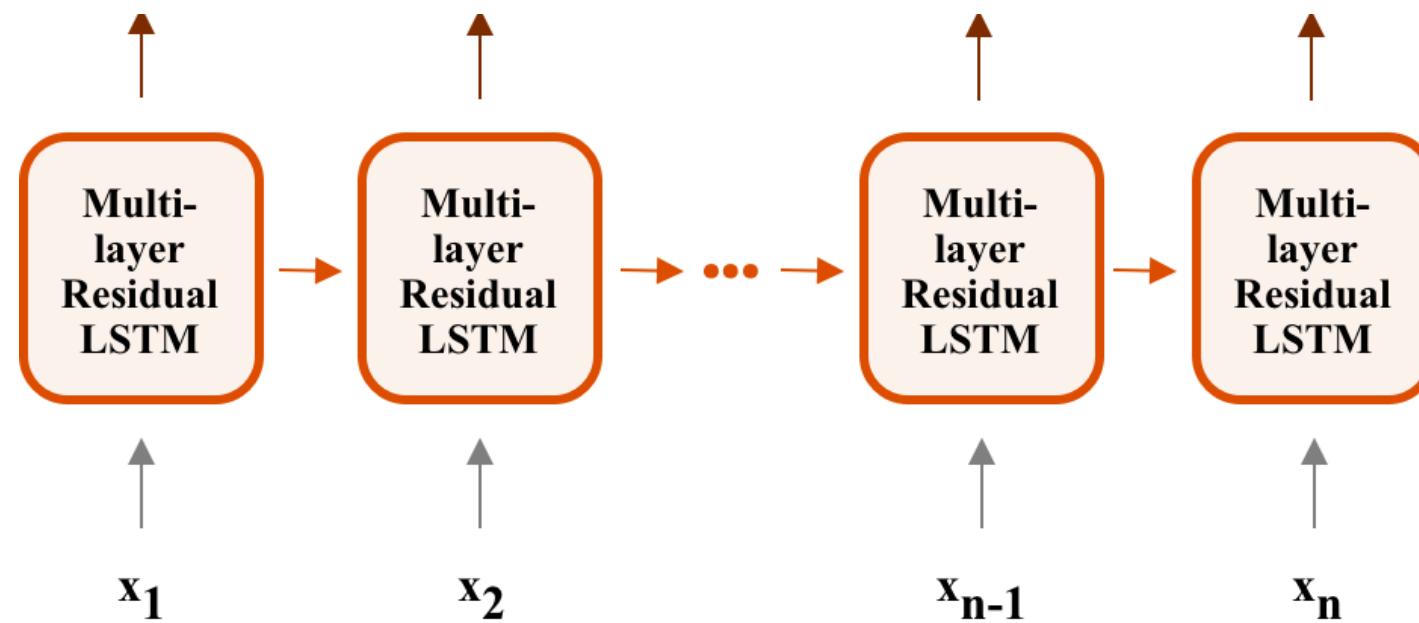 Multi-
layer
Residual
LSTM
Multi-
layer
Residual
LSTM
•••
Multi-
layer
Residual
LSTM
Multi-
layer
Residual
LSTM
x1
x2
xn-1
xn